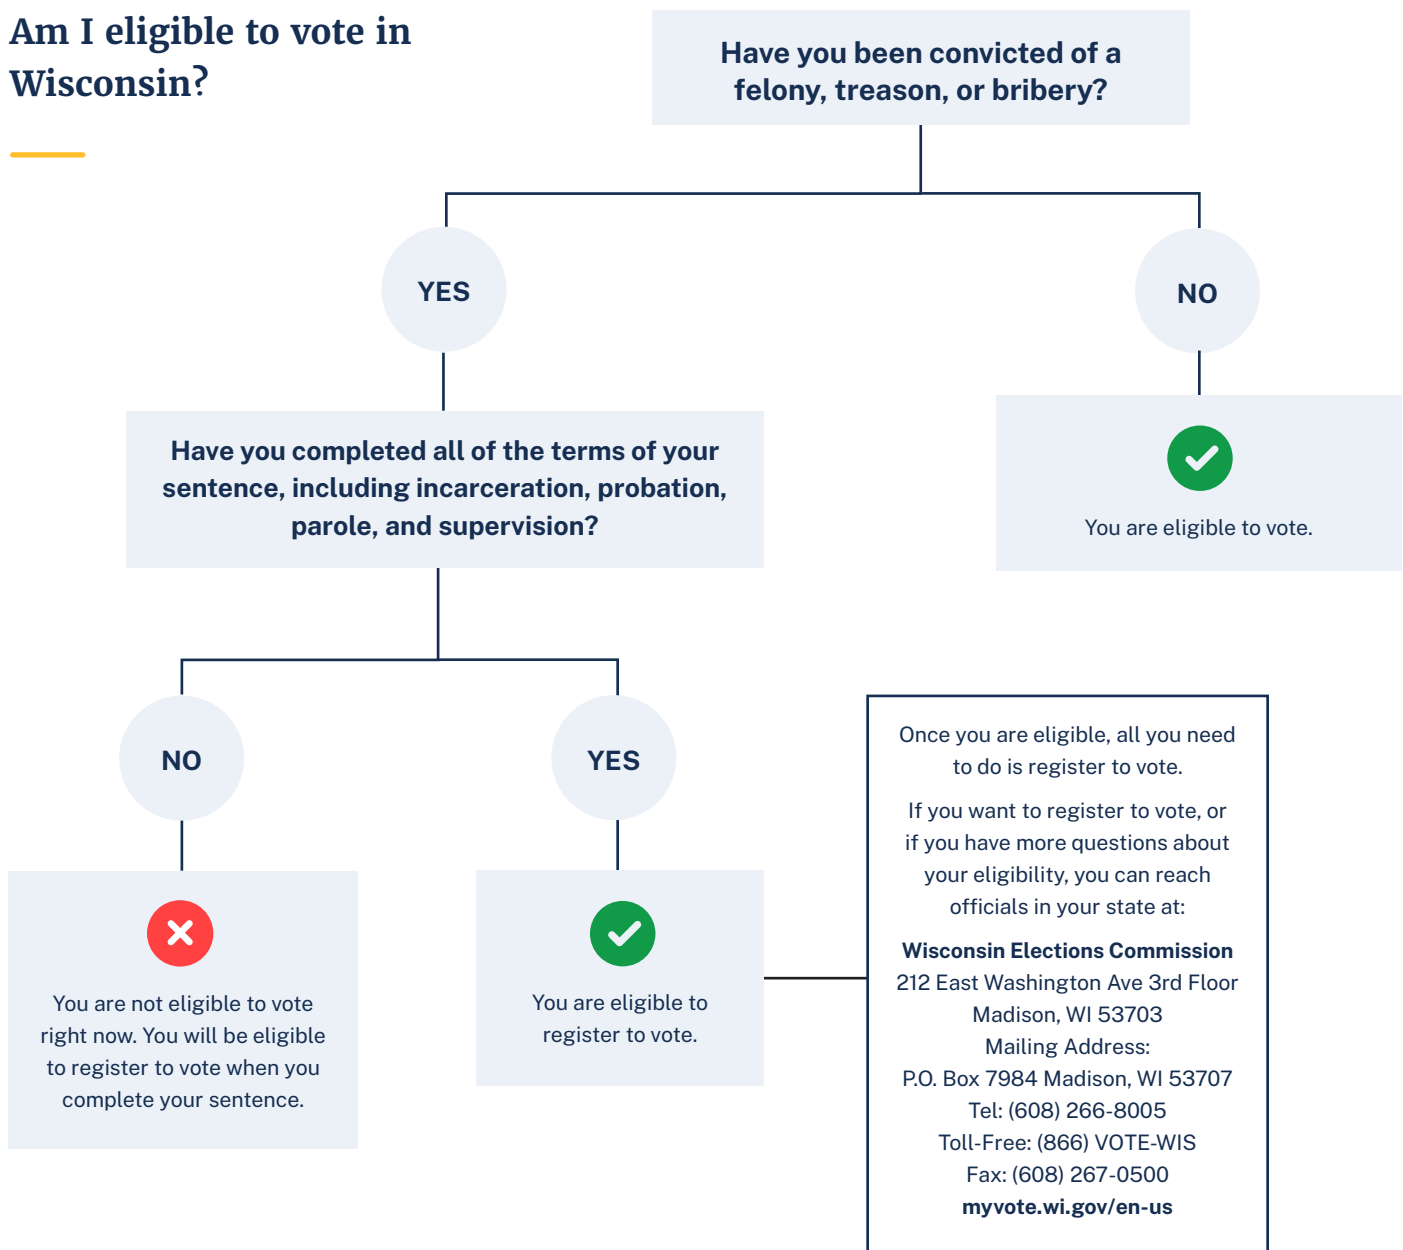 Am I eligible to vote in
Wisconsin?
Have you been convicted of a
felony, treason, or bribery?
YES
NO
Have you completed all of the terms of your
sentence, including incarceration, probation,
parole, and supervision?
You are eligible to vote.
NO
YES
You are not eligible to vote
right now. You will be eligible
to register to vote when you
complete your sentence.
You are eligible to
register to vote.
Once you are eligible, all you need
to do is register to vote.
If you want to register to vote, or
if you have more questions about
your eligibility, you can reach
officials in your state at:
Wisconsin Elections Commission
212 East Washington Ave 3rd Floor
Madison, WI 53703
Mailing Address:
P.O. Box 7984 Madison, WI 53707
Tel: (608) 266-8005
Toll-Free: (866) VOTE-WIS
Fax: (608) 267-0500
myvote.wi.gov/en-us